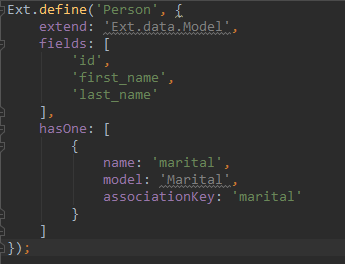 Ext.define('Person', {
    extend: 'Ext.data.Model',
    fields: [
        'id',
        'first_name',
        'last_name'
    ],
    hasOne: [
        {
            name: 'marital',
            model: 'Marital',
            associationKey: 'marital'
        }
    ]
});